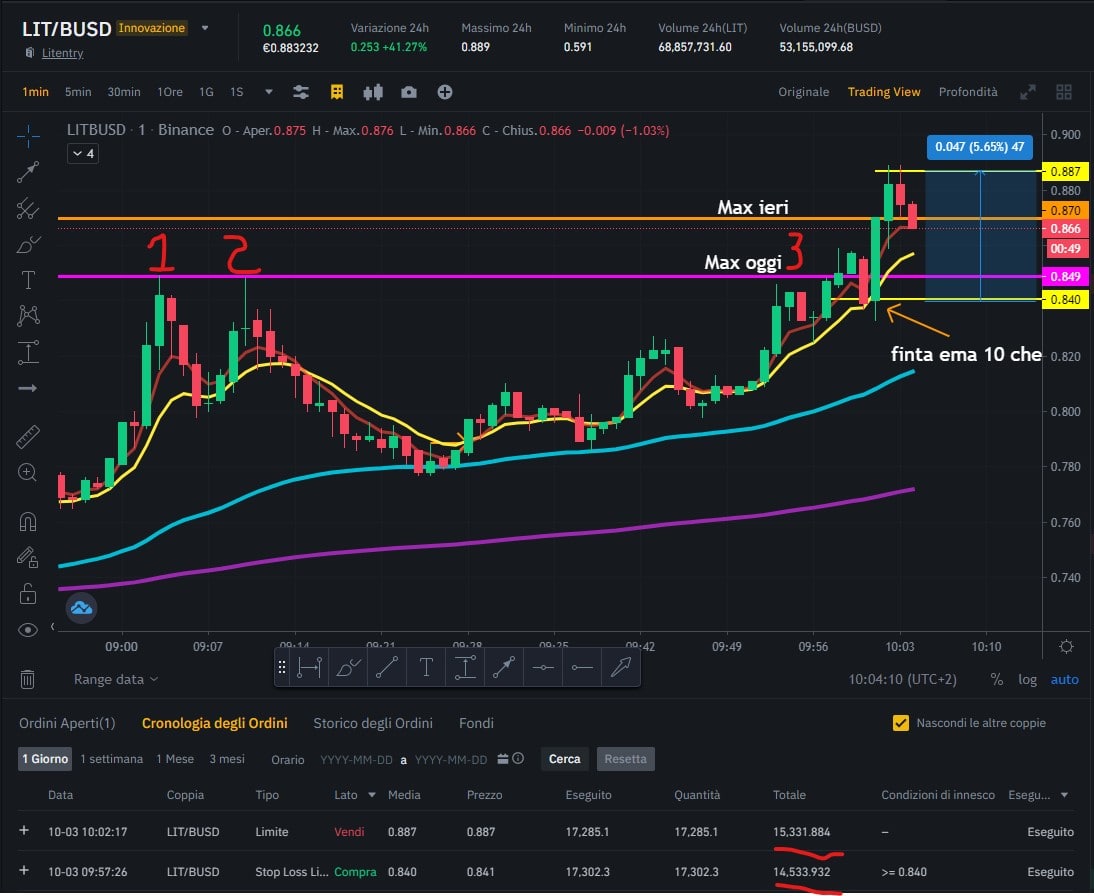 LIT/BUSD Innovazione
Litentry
0.866
€0.883232
Variazione 24h
0.253 +41.27%
Massimo 24h
0.889
Minimo 24h
0.591
Volume 24h(LIT)
68,857,731.60
Volume 24h(BUSD)
53,155,099.68
1min 5min 30min 1Ore 1G 1S
Originale Trading View Profondità
LITBUSD · 1 · Binance O - Aper.0.875 H - Max.0.876 L - Min.0.866 C - Chius.0.866 −0.009 (−1.03%)
4
0.047 (5.65%) 47
0.900
0.887
0.880
0.870
0.866
00:49
0.849
0.840
0.820
0.800
0.780
0.760
0.740
Max ieri
1 2 3
Max oggi
finta ema 10 che
09:00 09:07 09:14 09:21 09:28 09:35 09:42 09:49 09:56 10:03 10:10
T
T
Range data
10:04:10 (UTC+2) % log auto
Ordini Aperti(1) Cronologia degli Ordini Storico degli Ordini Fondi
Nascondi le altre coppie
1 Giorno 1 settimana 1 Mese 3 mesi Orario YYYY-MM-DD a YYYY-MM-DD Cerca Resetta
Data Coppia Tipo Lato Media Prezzo Eseguito Quantità Totale Condizioni di innesco Esegu...
10-03 10:02:17 LIT/BUSD Limite Vendi 0.887 0.887 17,285.1 17,285.1 15,331.884 – Eseguito
10-03 09:57:26 LIT/BUSD Stop Loss Li... Compra 0.840 0.841 17,302.3 17,302.3 14,533.932 >= 0.840 Eseguito